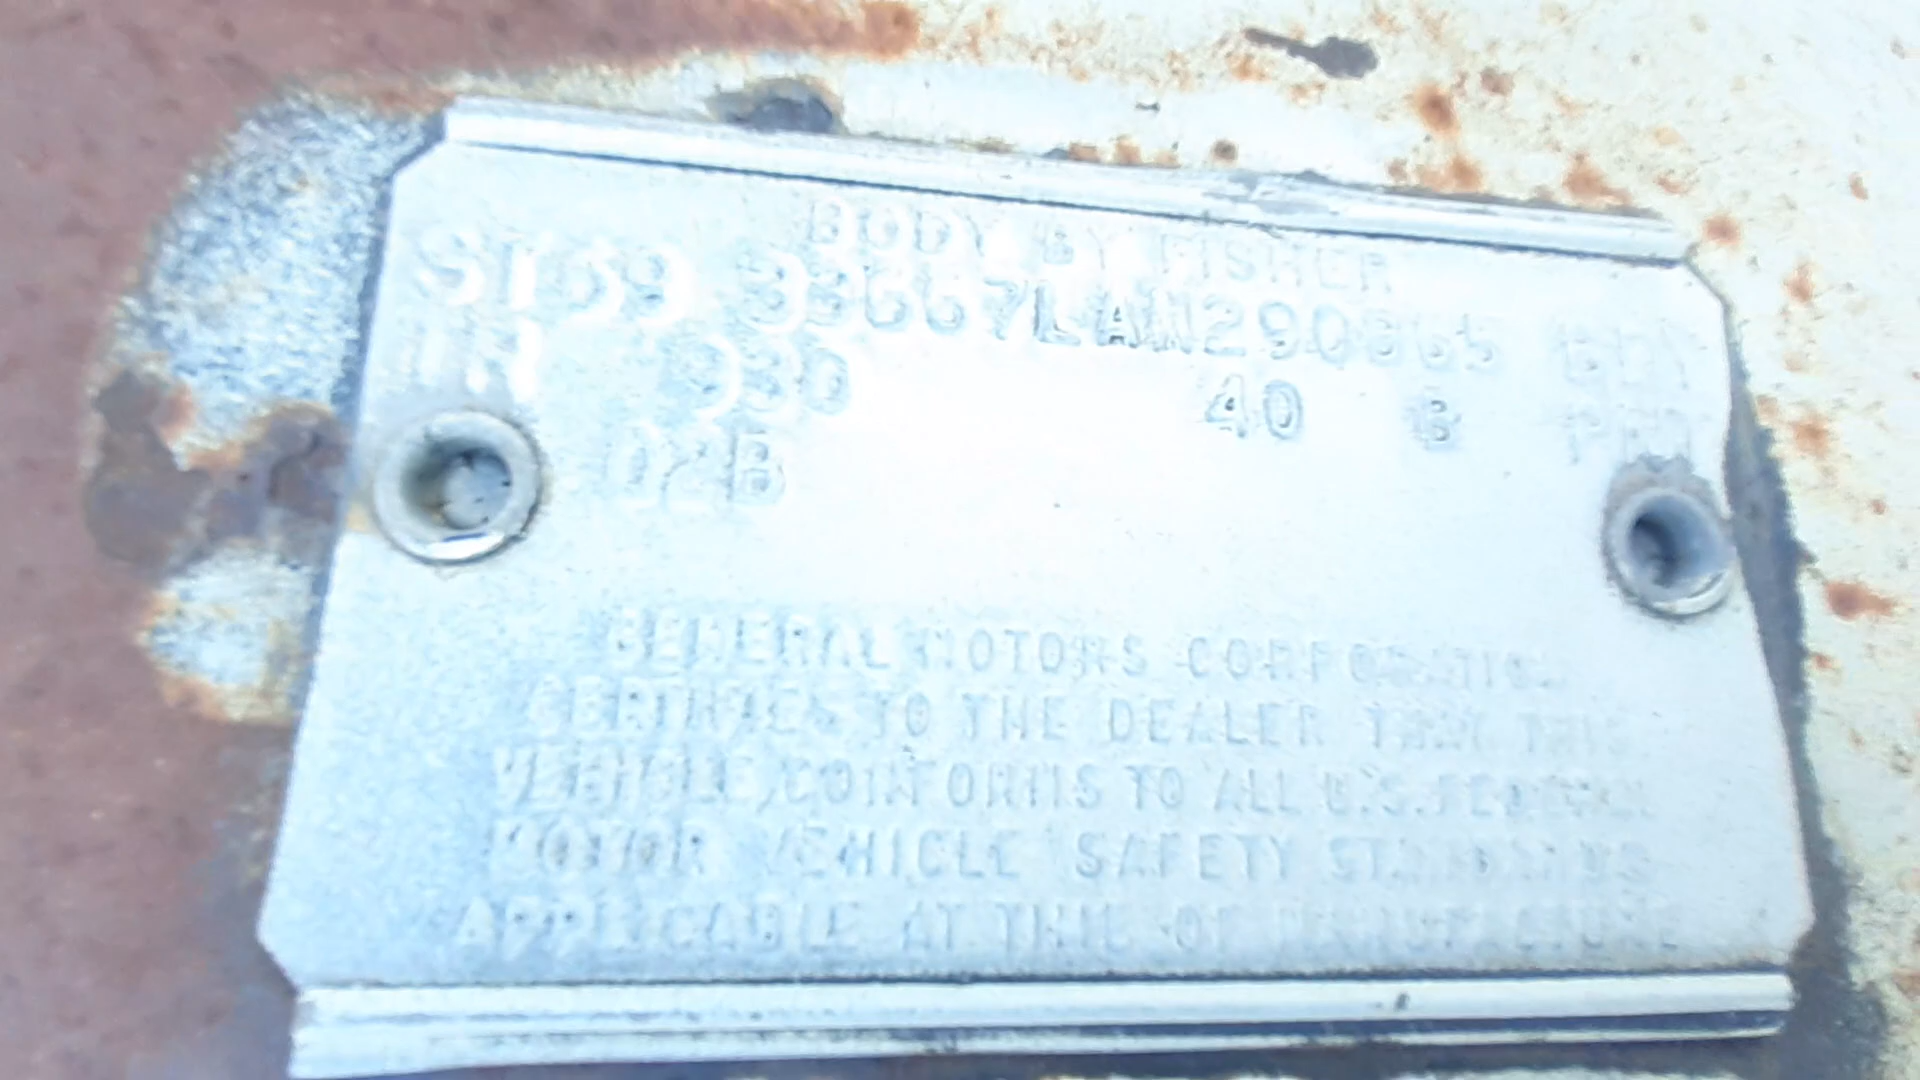 BODY BY FISHER
ST 69 33667LAN290865 BDY
TR 930 40 B PNT
02B
GENERAL MOTORS CORPORATION
CERTIFIES TO THE DEALER THAT THIS
VEHICLE CONFORMS TO ALL U.S. FEDERAL
MOTOR VEHICLE SAFETY STANDARDS
APPLICABLE AT TIME OF MANUFACTURE